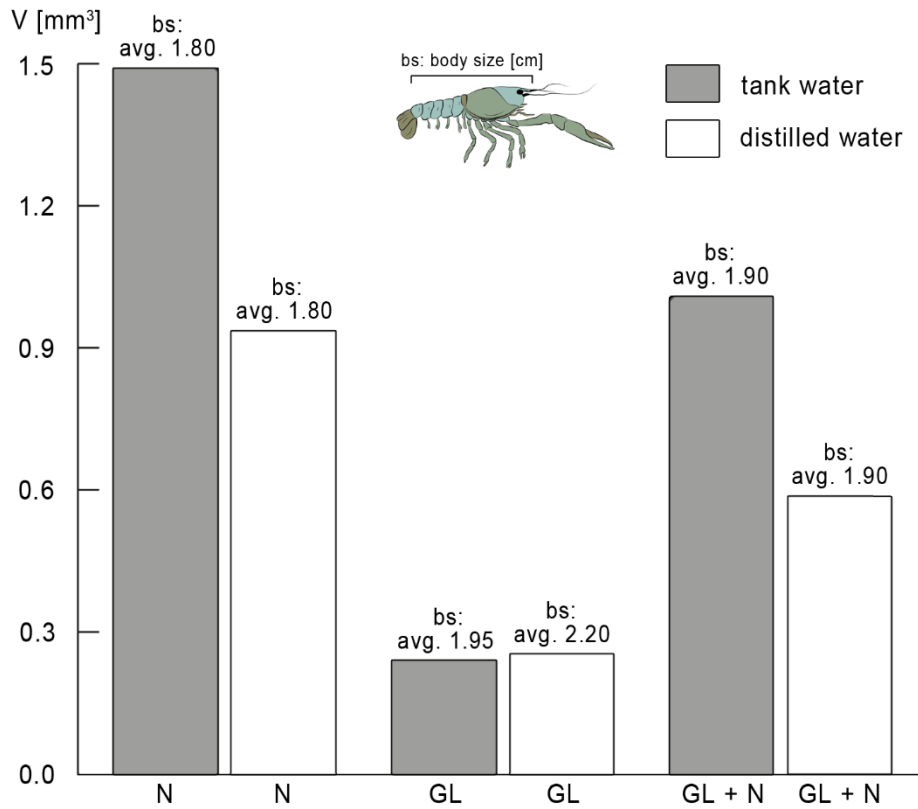 V [mm³]
bs:
avg. 1.80
bs: body size [cm]
tank water
distilled water
1.5
1.2
0.9
0.6
0.3
0.0
bs:
avg. 1.80
bs:
avg. 1.95
bs:
avg. 2.20
bs:
avg. 1.90
bs:
avg. 1.90
N
N
GL
GL
GL + N
GL + N